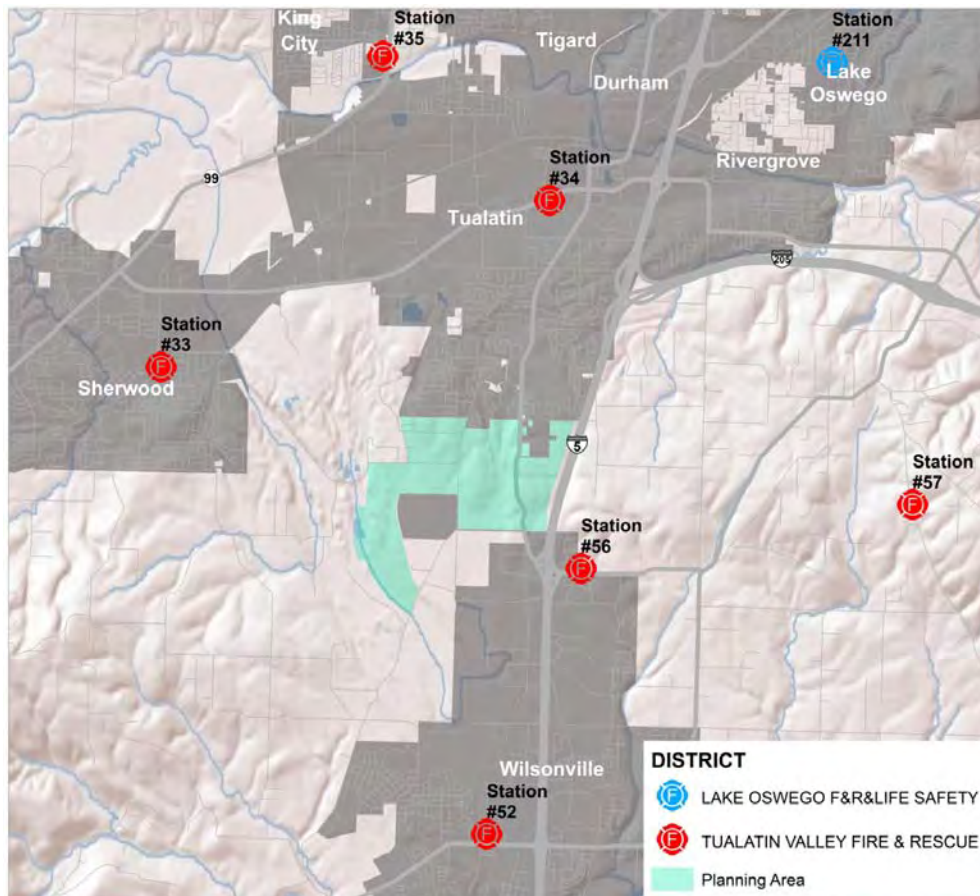 King
City
Station
#35
Tigard
Station
#211
Lake
Oswego
Durham
Rivergrove
99
Station
#34
Tualatin
205
Station
#33
Sherwood
5
Station
#57
Station
#56
Wilsonville
Station
#52
DISTRICT
F LAKE OSWEGO F&R&LIFE SAFETY
F TUALATIN VALLEY FIRE & RESCUE
Planning Area